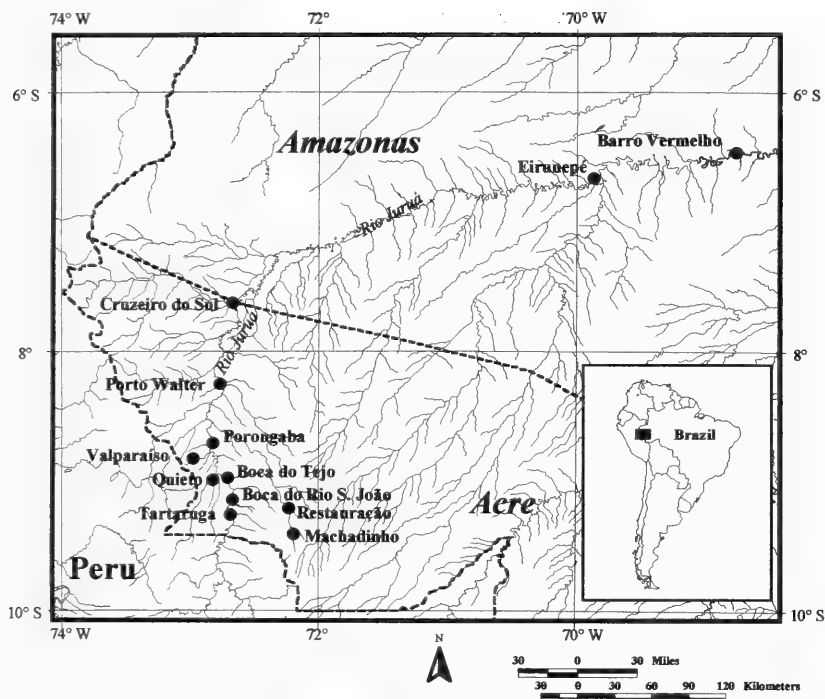 74° W
72° W
70° W
6° S
6° S
Amazonas
Barro Vermelho
Eirunepé
Rio Juruá
Cruzeiro do Sul
Rio Juruá
8°
8°
Porto Walter
Porongaba
Valparaíso
Boca do Tejo
Quieto
Boca do Rio S. João
Restauração
Tartaruga
Machadinho
Acre
Brazil
Peru
10° S
10° S
74° W
72°
70° W
N
30 0 30 Miles
30 0 30 60 90 120 Kilometers